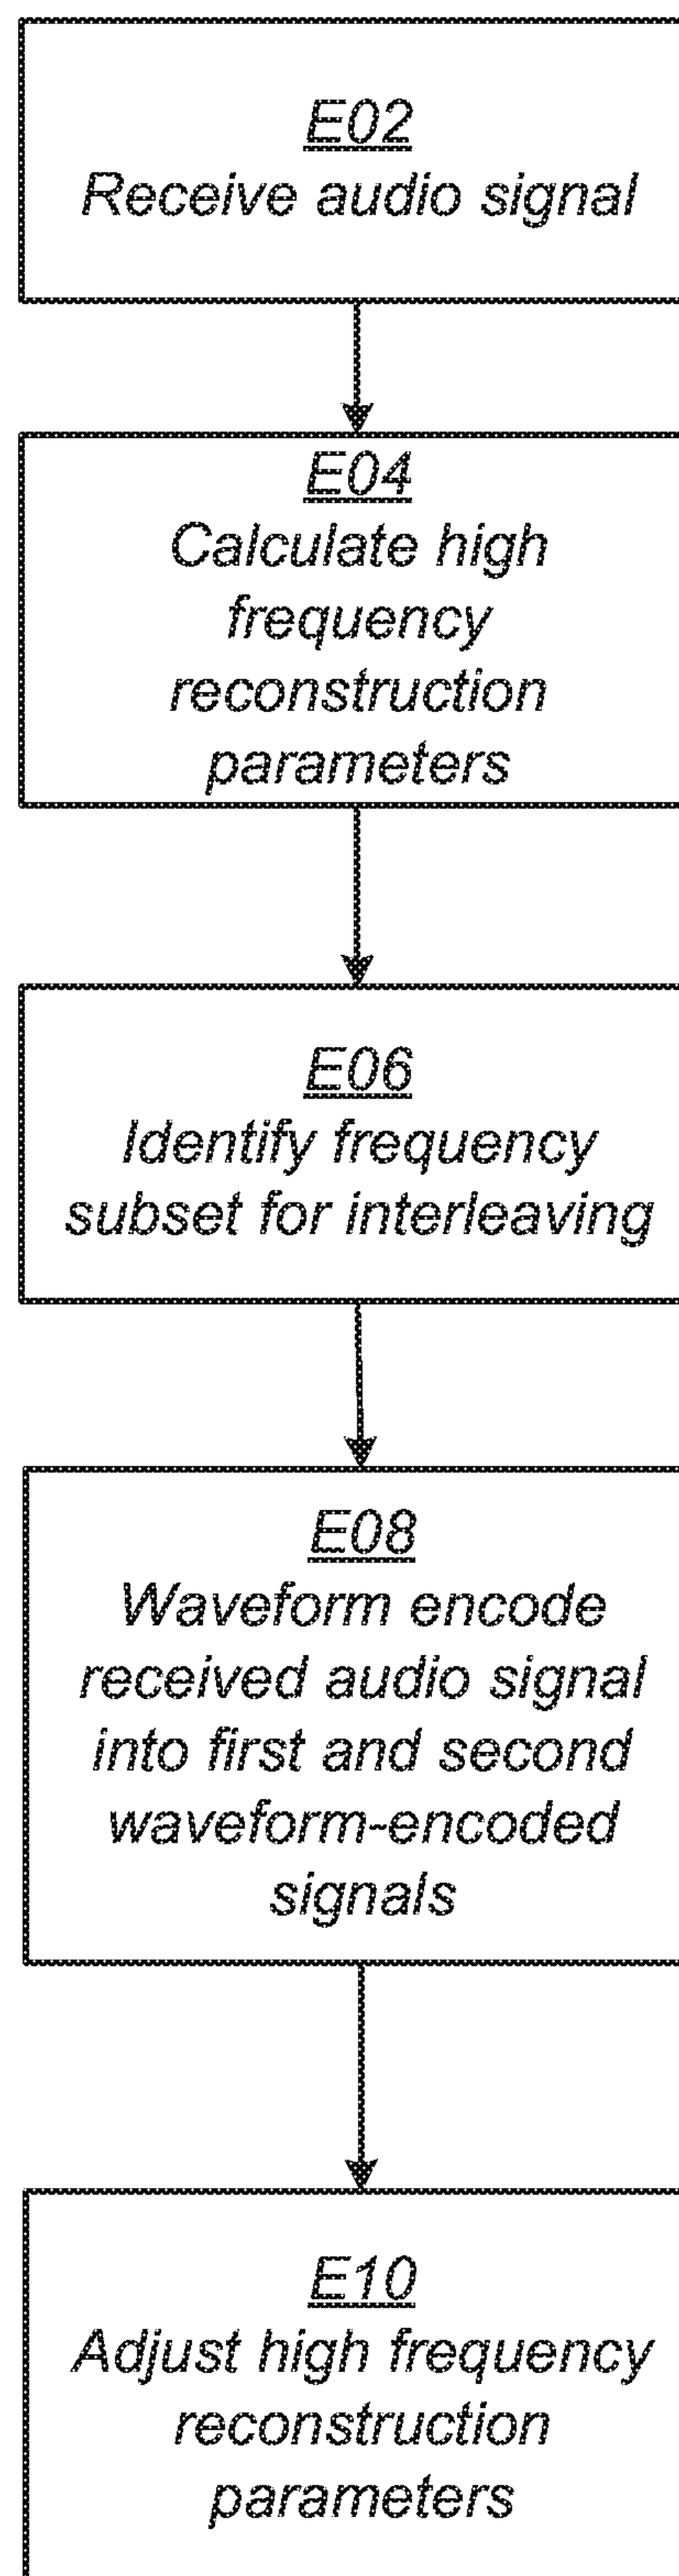 E02
Receive audio signal
E04
Calculate high
frequency
reconstruction
parameters
E06
Identify frequency
subset for interleaving
E08
Waveform encode
received audio signal
into first and second
waveform-encoded
signals
E10
Adjust high frequency
reconstruction
parameters